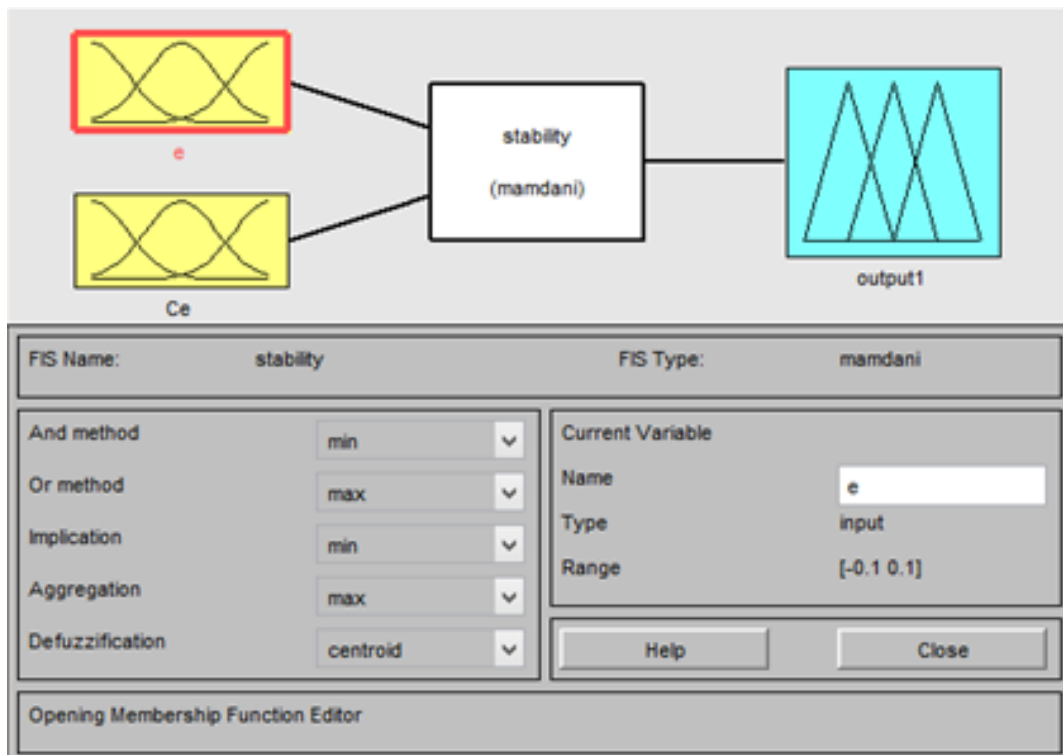 e
Ce
stability
(mamdani)
output1
FIS Name: stability FIS Type: mamdani
And method min
Or method max
Implication min
Aggregation max
Defuzzification centroid
Current Variable
Name e
Type input
Range [-0.1 0.1]
Help Close
Opening Membership Function Editor